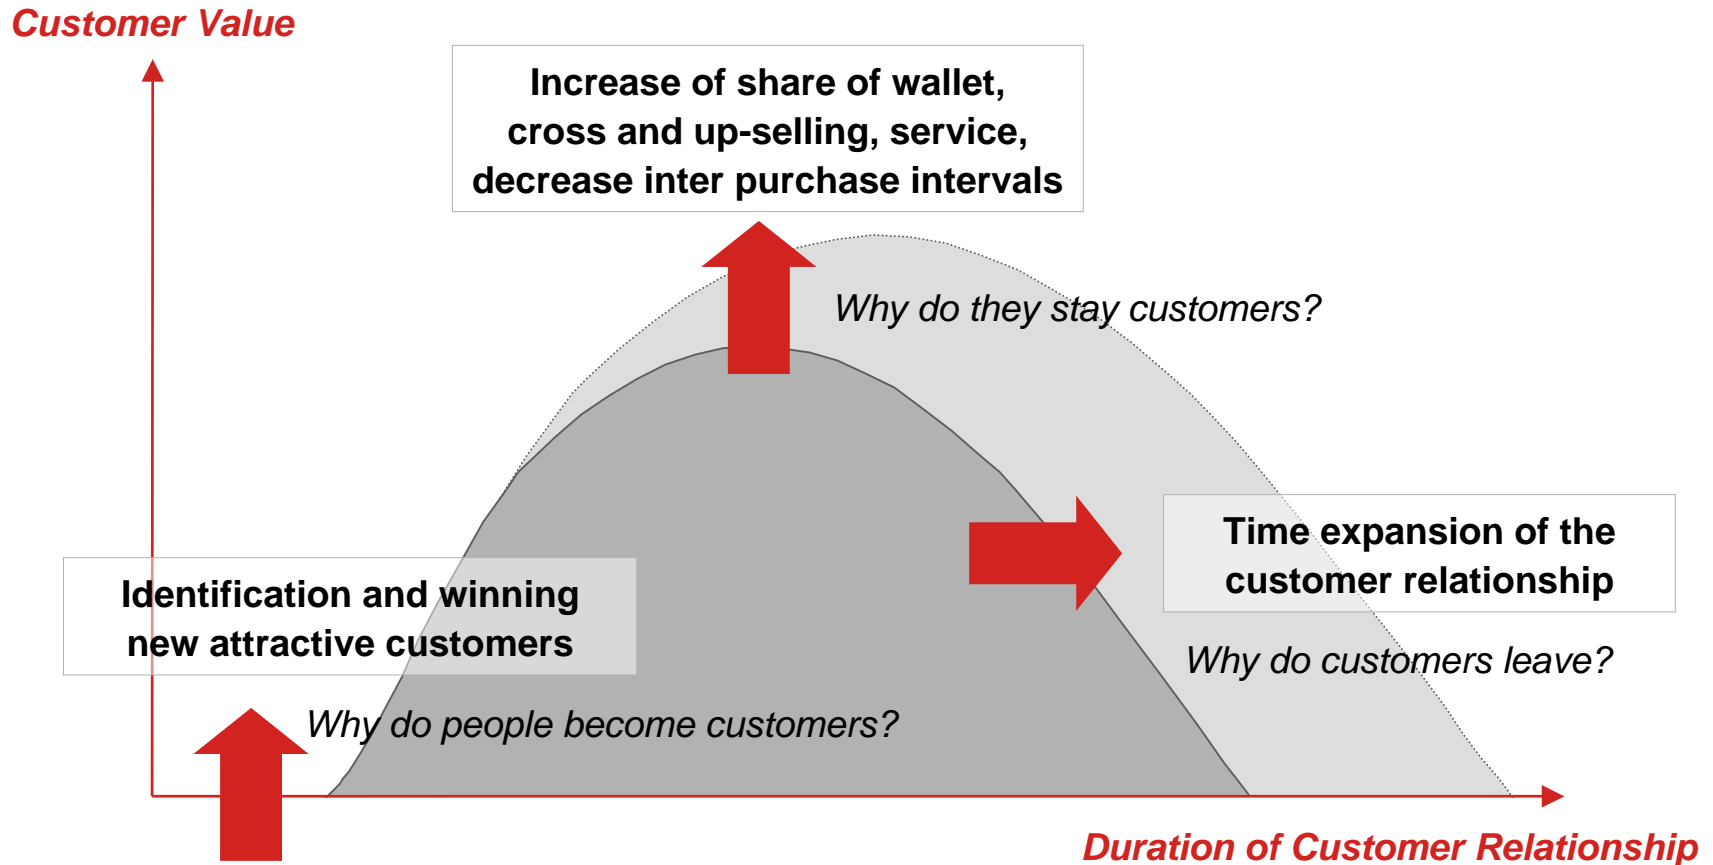 Customer Value
Increase of share of wallet,
cross and up-selling, service,
decrease inter purchase intervals
Why do they stay customers?
Time expansion of the
customer relationship
Identification and winning
new attractive customers
Why do customers leave?
Why do people become customers?
Duration of Customer Relationship